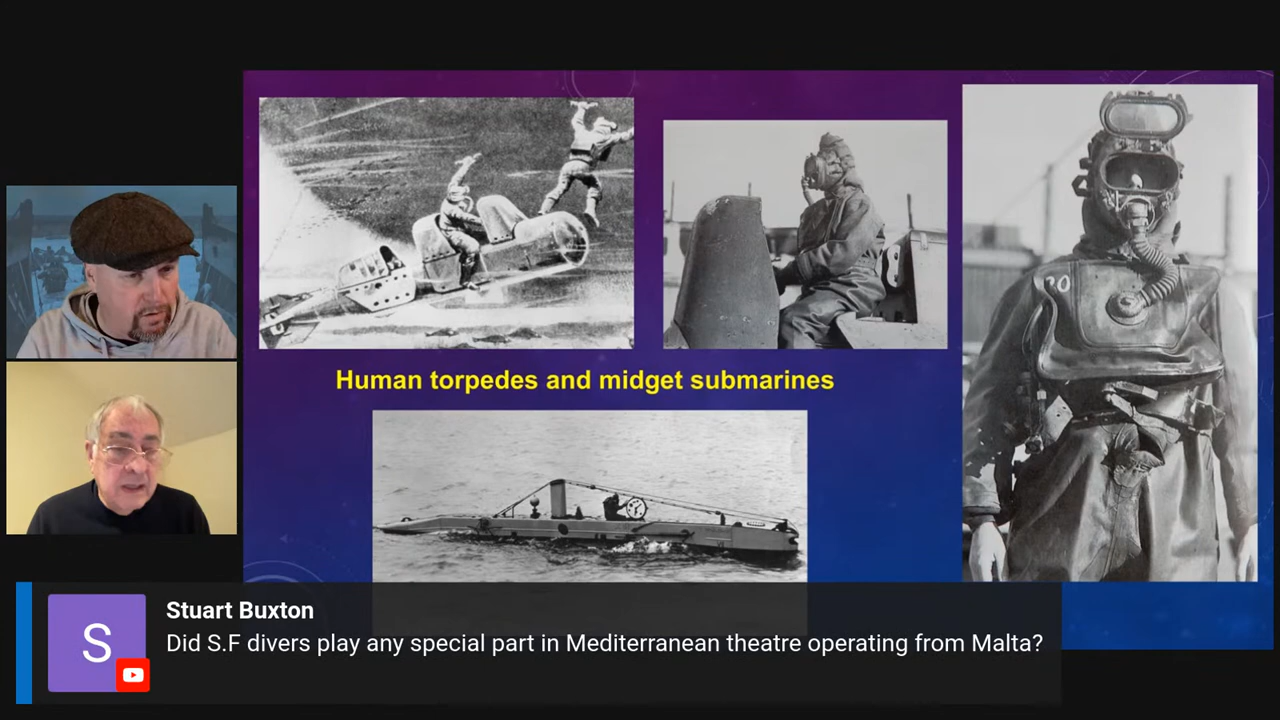 Human torpedes and midget submarines
S
Stuart Buxton
Did S.F divers play any special part in Mediterranean theatre operating from Malta?